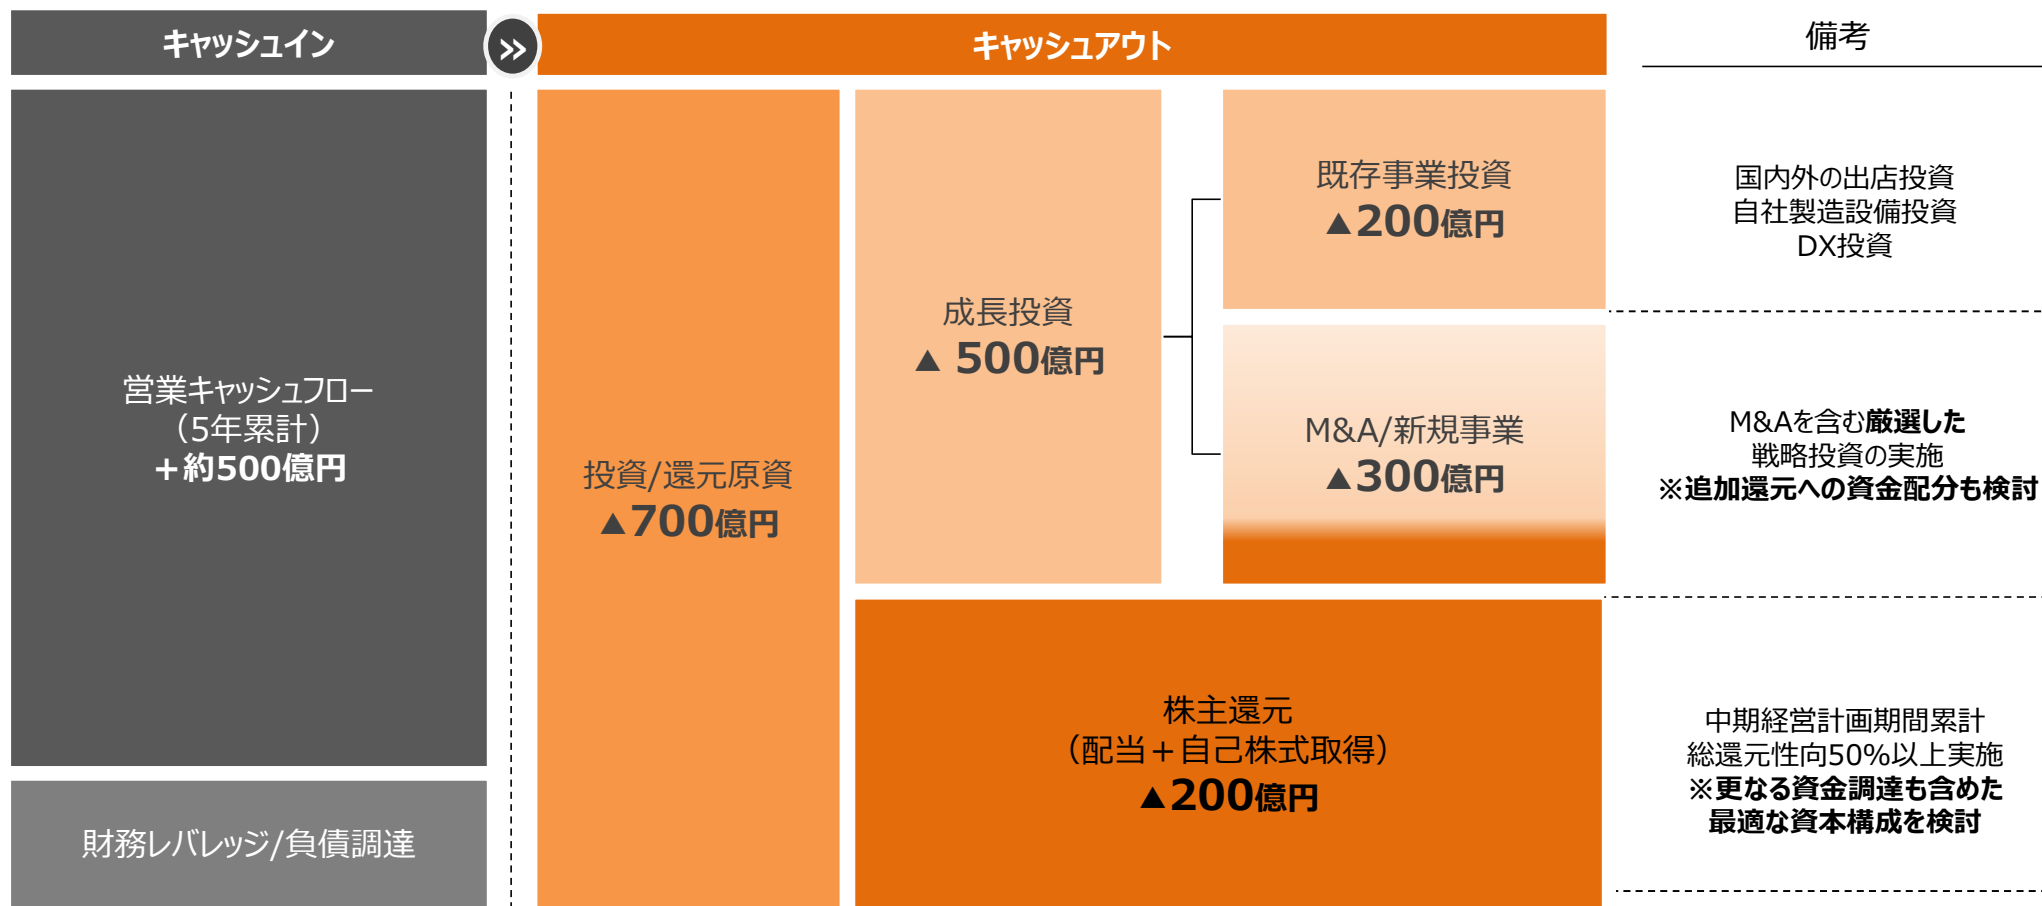 キャッシュイン
»
キャッシュアウト
備考
営業キャッシュフロー
（5年累計）
＋約500億円
財務レバレッジ/負債調達
投資/還元原資
▲700億円
成長投資
▲ 500億円
既存事業投資
▲200億円
M&A/新規事業
▲300億円
株主還元
（配当＋自己株式取得）
▲200億円
国内外の出店投資
自社製造設備投資
DX投資
M&Aを含む厳選した
戦略投資の実施
※追加還元への資金配分も検討
中期経営計画期間累計
総還元性向50%以上実施
※更なる資金調達も含めた
最適な資本構成を検討